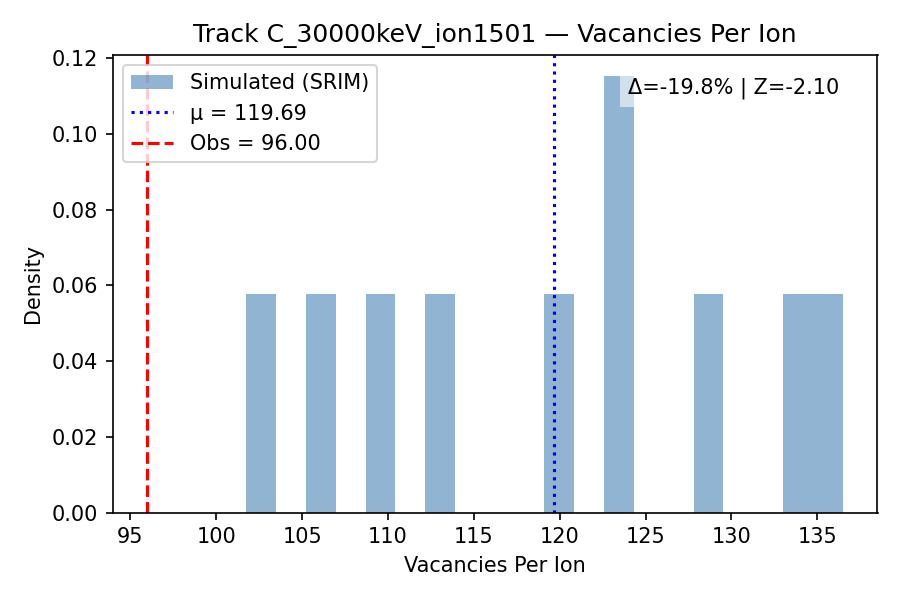 Track C_30000keV_ion1501 — Vacancies Per Ion
Simulated (SRIM)
μ = 119.69
Obs = 96.00
Δ=-19.8% | Z=-2.10
Density
0.12
0.10
0.08
0.06
0.04
0.02
0.00
95 100 105 110 115 120 125 130 135
Vacancies Per Ion